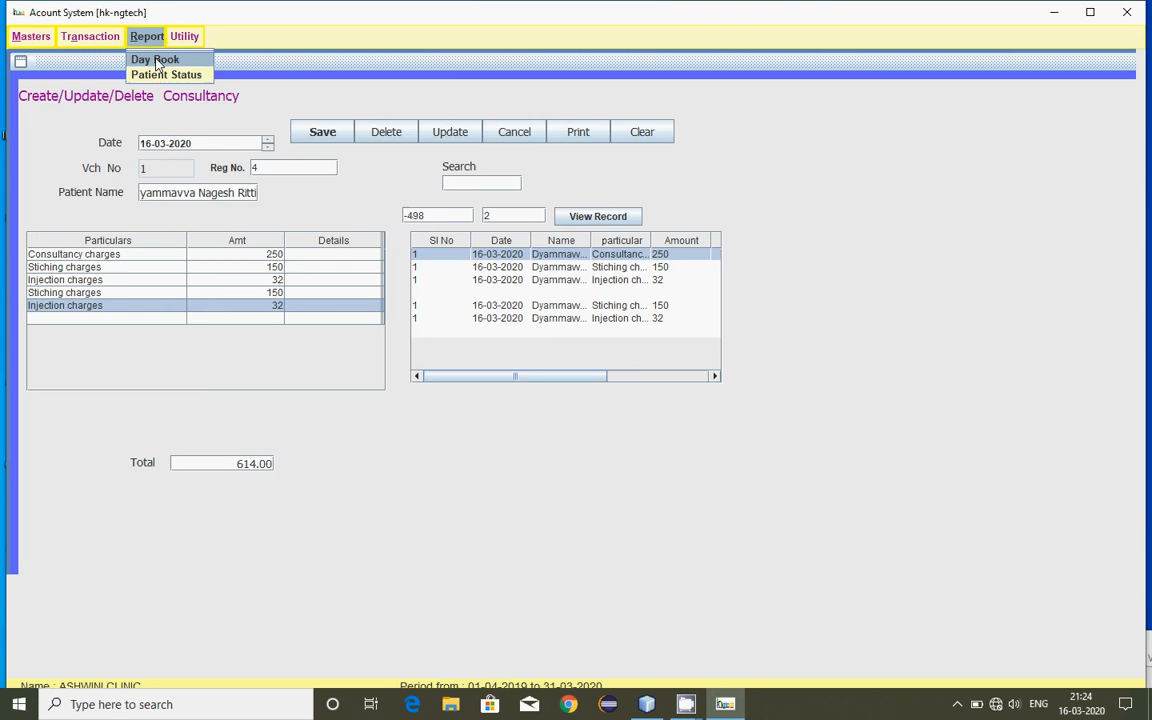 Acount System [hk-ngtech]
Masters Transaction Report Utility
Day Book
Patient Status
Create/Update/Delete Consultancy
Save Delete Update Cancel Print Clear
Date 16-03-2020
Vch No 1 Reg No. 4
Search
Patient Name yammavva Nagesh Ritti
-498 2 View Record
Particulars Amt Details
Consultancy charges 250
Stiching charges 150
Injection charges 32
Stiching charges 150
Injection charges 32
Sl No Date Name particular Amount
1 16-03-2020 Dyammaw... Consultanc... 250
1 16-03-2020 Dyammaw... Stiching ch... 150
1 16-03-2020 Dyammaw... Injection ch... 32
1 16-03-2020 Dyammaw... Stiching ch... 150
1 16-03-2020 Dyammaw... Injection ch... 32
Total 614.00
Name : ASHWINI CLINIC Period from : 01-04-2019 to 31-03-2020
Type here to search
ENG
21:24
16-03-2020